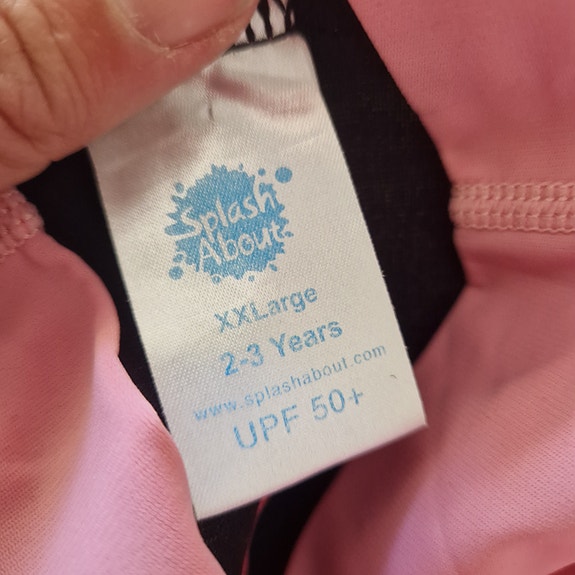 Splash
About
XXLarge
2-3 Years
www.splashabout.com
UPF 50+